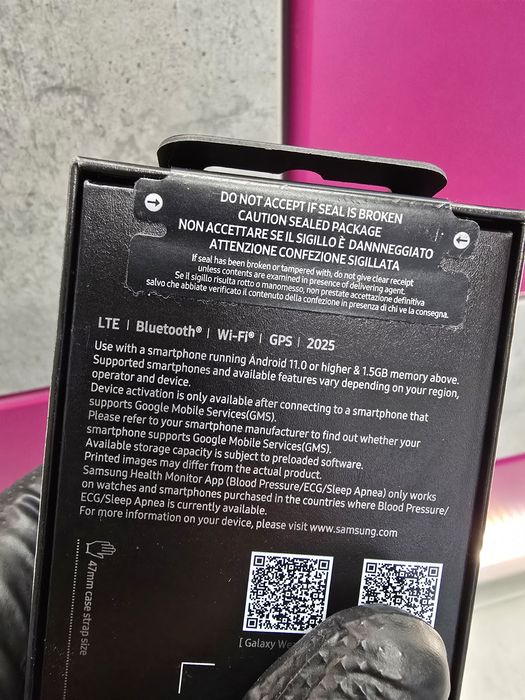 DO NOT ACCEPT IF SEAL IS BROKEN
CAUTION SEALED PACKAGE
NON ACCETTARE SE IL SIGILLO È DANNNEGGIATO
ATTENZIONE CONFEZIONE SIGILLATA
If seal has been broken or tampered with, do not give clear receipt
unless contents are examined in presence of delivering agent.
Se il sigillo risulta rotto o manomesso, non prestate accettazione definitiva
salvo che abbiate verificato il contenuto della confezione in presenza di chi ve la consegna.
LTE | Bluetooth® | Wi-Fi® | GPS | 2025
Use with a smartphone running Android 11.0 or higher & 1.5GB memory above.
Supported smartphones and available features vary depending on your region,
operator and device.
Device activation is only available after connecting to a smartphone that
supports Google Mobile Services(GMS).
Please refer to your smartphone manufacturer to find out whether your
smartphone supports Google Mobile Services(GMS).
Available storage capacity is subject to preloaded software.
Printed images may differ from the actual product.
Samsung Health Monitor App (Blood Pressure/ECG/Sleep Apnea) only works
on watches and smartphones purchased in the countries where Blood Pressure/
ECG/Sleep Apnea is currently available.
For more information on your device, please visit www.samsung.com
47mm case strap size
[ Galaxy